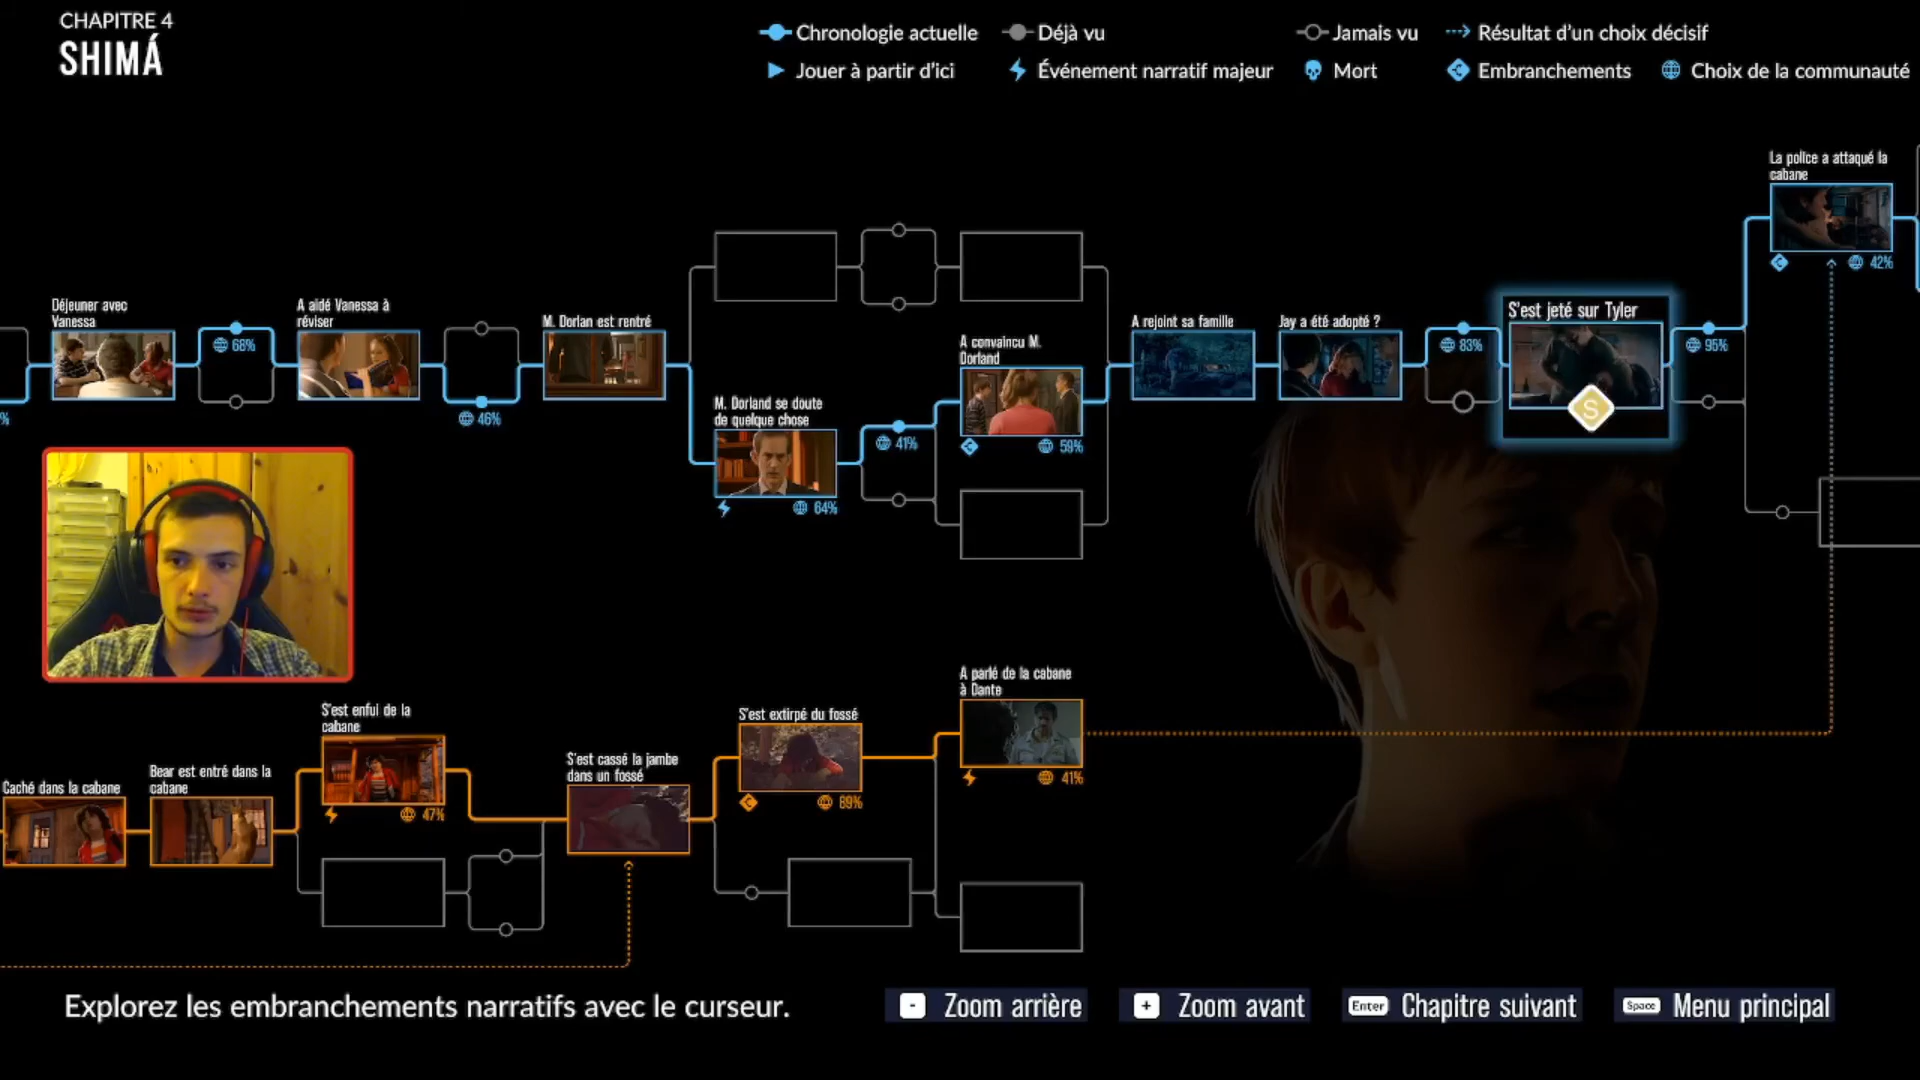 CHAPITRE 4
SHIMÁ
Chronologie actuelle
Déjà vu
Jamais vu
Résultat d'un choix décisif
Jouer à partir d'ici
Événement narratif majeur
Mort
Embranchements
Choix de la communauté
La police a attaqué la
cabane
42%
Déjeuner avec
Vanessa
68%
A aidé Vanessa à
réviser
46%
M. Dorlan est rentré
M. Dorland se doute
de quelque chose
64%
41%
A convaincu M.
Dorland
59%
A rejoint sa famille
Jay a été adopté ?
83%
S'est jeté sur Tyler
S
95%
%
Caché dans la cabane
Bear est entré dans la
cabane
S'est enfui de la
cabane
47%
S'est cassé la jambe
dans un fossé
S'est extirpé du fossé
89%
A parlé de la cabane
à Dante
41%
Explorez les embranchements narratifs avec le curseur.
- Zoom arrière
+ Zoom avant
Enter Chapitre suivant
Space Menu principal